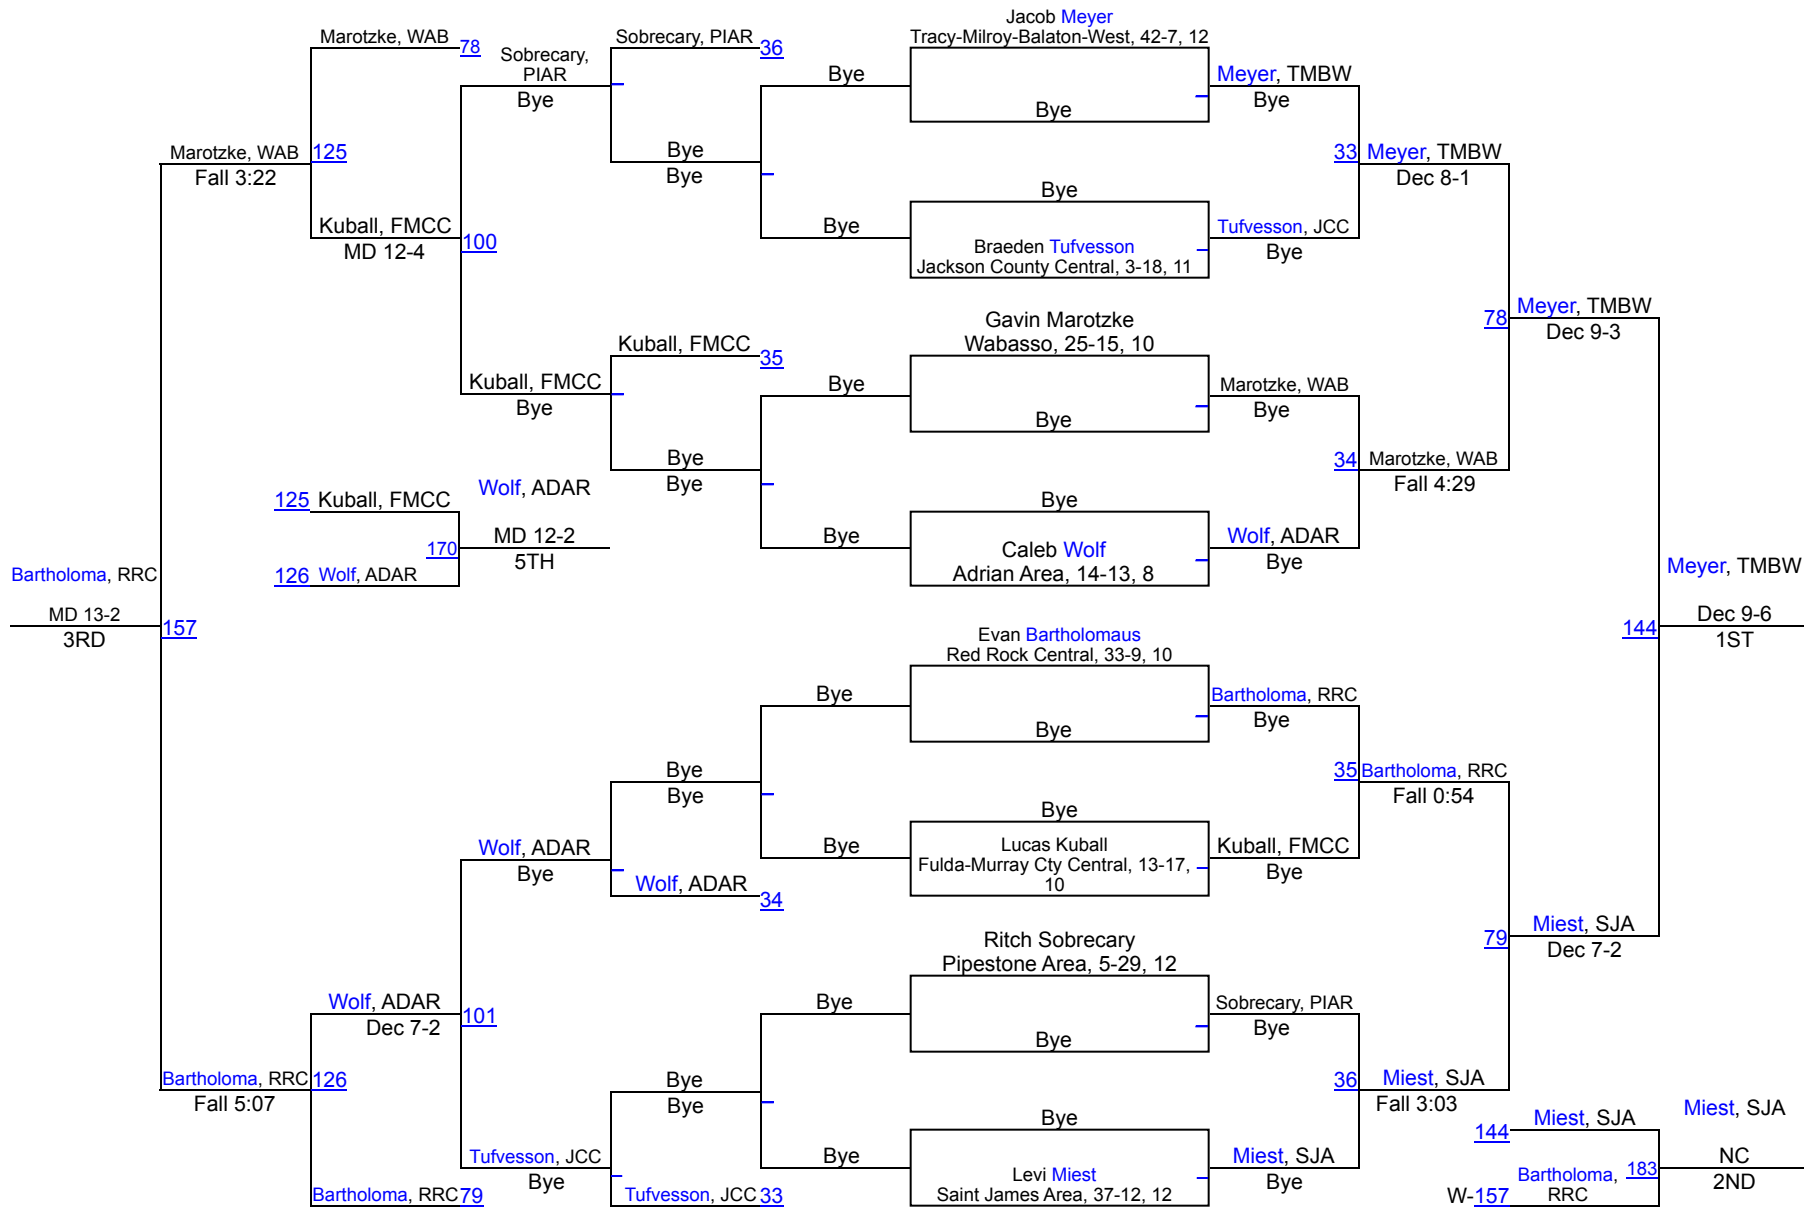 Jacob Meyer
Tracy-Milroy-Balaton-West, 42-7, 12
Marotzke, WAB 78
Sobrecary, PIAR
Sobrecary, PIAR 36
Bye
Bye
Meyer, TMBW
Bye
Bye
Marotzke, WAB 125
Fall 3:22
Bye
Bye
33 Meyer, TMBW
Dec 8-1
Bye
Kuball, FMCC
MD 12-4
100
Bye
Braeden Tufvesson
Jackson County Central, 3-18, 11
Tufvesson, JCC
Bye
Gavin Marotzke
Wabasso, 25-15, 10
78 Meyer, TMBW
Dec 9-3
Kuball, FMCC 35
Kuball, FMCC
Bye
Bye
Bye
Marotzke, WAB
Bye
Bye
Bye
34 Marotzke, WAB
Fall 4:29
125 Kuball, FMCC
Wolf, ADAR
170 MD 12-2
5TH
126 Wolf, ADAR
Bye
Bye
Caleb Wolf
Adrian Area, 14-13, 8
Wolf, ADAR
Bye
Bartholoma, RRC
MD 13-2
3RD
157
Meyer, TMBW
144 Dec 9-6
1ST
Evan Bartholomaus
Red Rock Central, 33-9, 10
Bye
Bye
Bartholoma, RRC
Bye
Bye
Bye
35 Bartholoma, RRC
Fall 0:54
Wolf, ADAR
Bye
Wolf, ADAR 34
Bye
Bye
Lucas Kuball
Fulda-Murray Cty Central, 13-17,
10
Kuball, FMCC
Bye
Ritch Sobrecary
Pipestone Area, 5-29, 12
79 Miest, SJA
Dec 7-2
Wolf, ADAR
Dec 7-2
101
Bye
Bye
Sobrecary, PIAR
Bye
Bartholoma, RRC 126
Fall 5:07
Bye
Bye
36 Miest, SJA
Fall 3:03
Tufvesson, JCC
Bye
Bye
Bye
Levi Miest
Saint James Area, 37-12, 12
Miest, SJA
Bye
Bartholoma, RRC 79
Tufvesson, JCC 33
144 Miest, SJA
Miest, SJA
183 NC
2ND
W-157 Bartholoma,
RRC